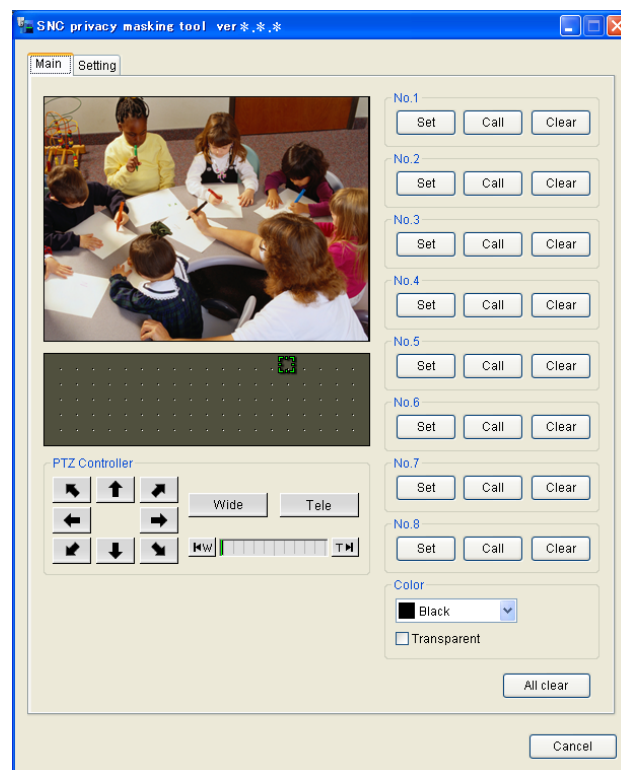 SNC privacy masking tool ver *.*.*
Main Setting
No.1
Set Call Clear
No.2
Set Call Clear
No.3
Set Call Clear
No.4
Set Call Clear
No.5
Set Call Clear
No.6
Set Call Clear
No.7
Set Call Clear
No.8
Set Call Clear
PTZ Controller
Wide Tele
W T
Color
Black
Transparent
All clear
Cancel